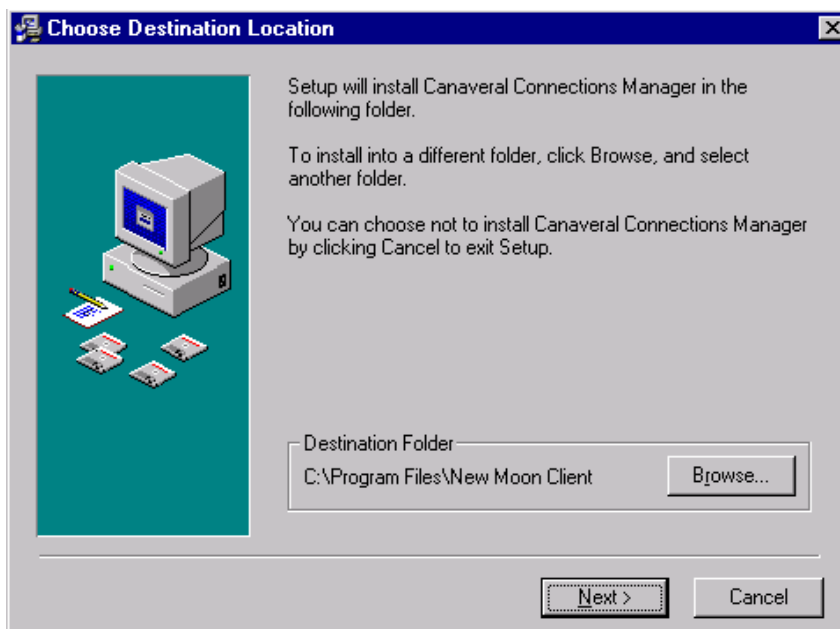 Choose Destination Location
Setup will install Canaveral Connections Manager in the
following folder.
To install into a different folder, click Browse, and select
another folder.
You can choose not to install Canaveral Connections Manager
by clicking Cancel to exit Setup.
Destination Folder
C:\Program Files\New Moon Client
Browse...
Next >
Cancel